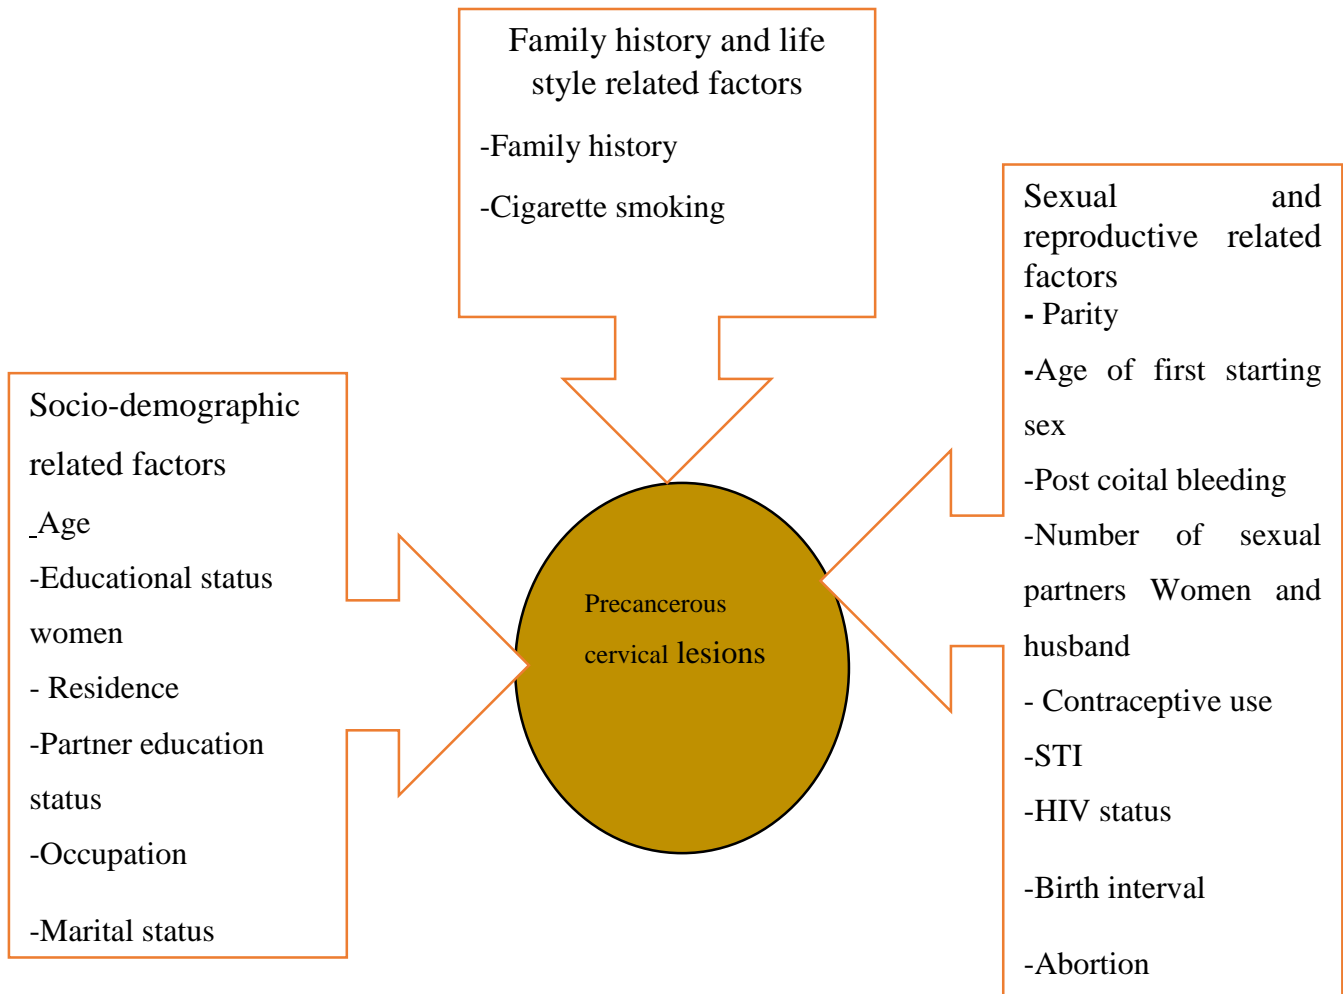 Family history and life
style related factors
-Family history
-Cigarette smoking
Socio-demographic
related factors
-Age
-Educational status
women
- Residence
-Partner education
status
-Occupation
-Marital status
Precancerous
cervical lesions
Sexual and
reproductive related
factors
- Parity
-Age of first starting
sex
-Post coital bleeding
-Number of sexual
partners Women and
husband
- Contraceptive use
-STI
-HIV status
-Birth interval
-Abortion